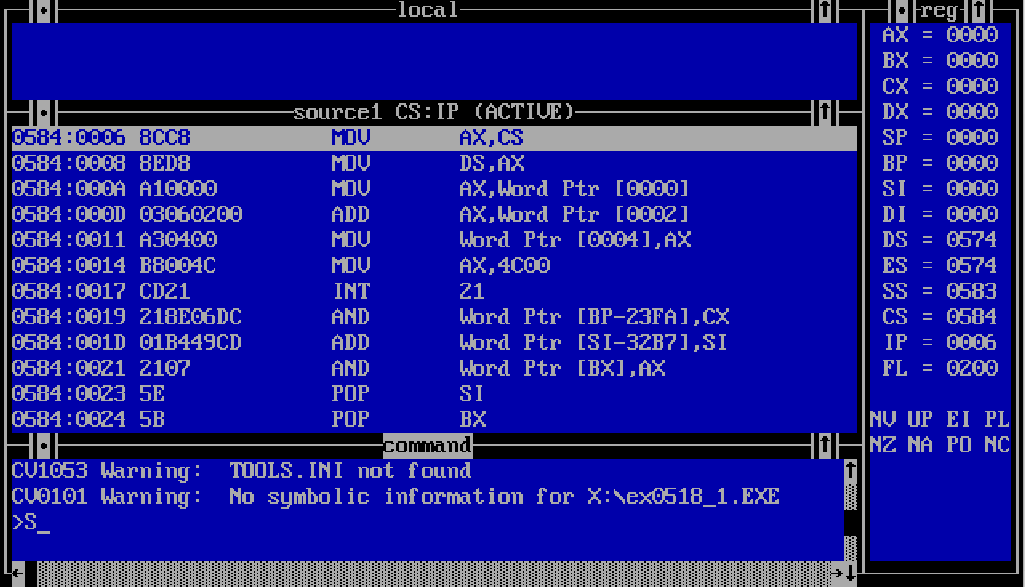 local
source1 CS:IP (ACTIVE)
0584:0006 8CC8 MOV AX,CS
0584:0008 8ED8 MOV DS,AX
0584:000A A10000 MOV AX,Word Ptr [0000]
0584:000D 03060200 ADD AX,Word Ptr [0002]
0584:0011 A30400 MOV Word Ptr [0004],AX
0584:0014 B8004C MOV AX,4C00
0584:0017 CD21 INT 21
0584:0019 218E06DC AND Word Ptr [BP-23FA],CX
0584:001D 01B449CD ADD Word Ptr [SI-32B7],SI
0584:0021 2107 AND Word Ptr [BX],AX
0584:0023 5E POP SI
0584:0024 5B POP BX
command
CV1053 Warning: TOOLS.INI not found
CV0101 Warning: No symbolic information for X:\ex0518_1.EXE
>S_
reg
AX = 0000
BX = 0000
CX = 0000
DX = 0000
SP = 0000
BP = 0000
SI = 0000
DI = 0000
DS = 0574
ES = 0574
SS = 0583
CS = 0584
IP = 0006
FL = 0200
NV UP EI PL
NZ NA PO NC